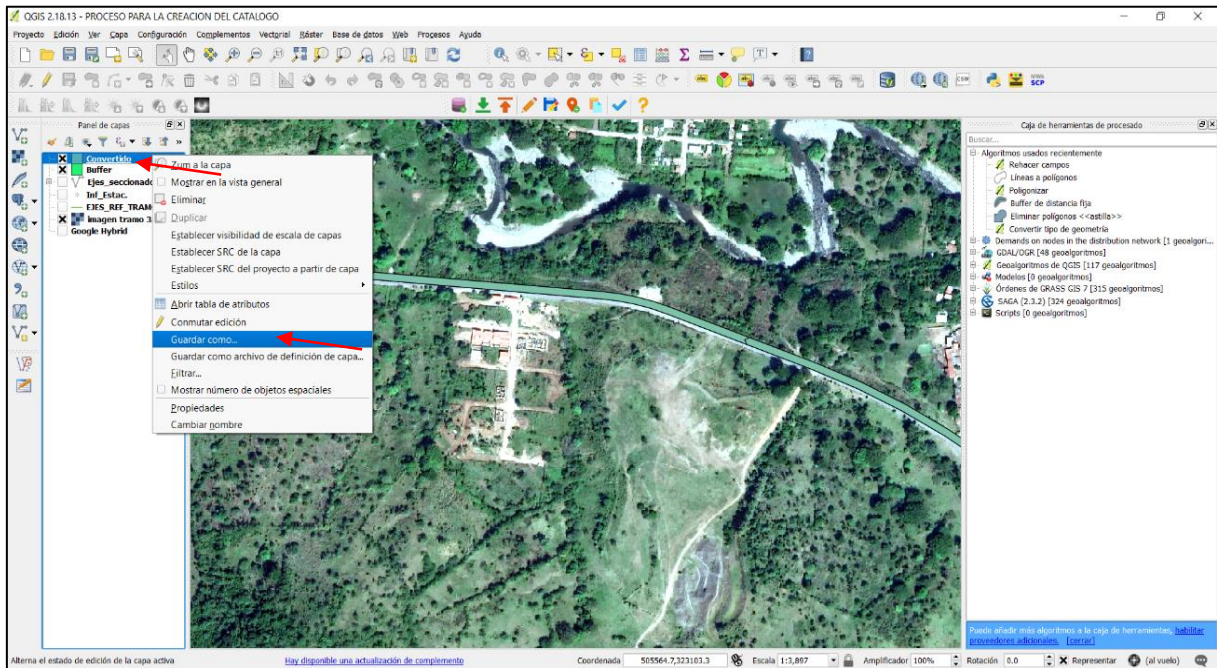 QGIS 2.18.13 - PROCESO PARA LA CREACION DEL CATALOGO
Proyecto Edición Ver Capa Configuración Complementos Vectorial Ráster Base de datos Web Procesos Ayuda
Panel de capas
Convertido
Buffer
Ejes_seccionado
Inf_Estac.
EJES_REF_TRAM
imagen tramo 3
Google Hybrid
Zum a la capa
Mostrar en la vista general
Eliminar
Duplicar
Establecer visibilidad de escala de capas
Establecer SRC de la capa
Establecer SRC del proyecto a partir de capa
Estilos
Abrir tabla de atributos
Conmutar edición
Guardar como...
Guardar como archivo de definición de capa...
Filtrar...
Mostrar número de objetos espaciales
Propiedades
Cambiar nombre
Caja de herramientas de procesado
Buscar...
Algoritmos usados recientemente
Rehacer campos
Líneas a polígonos
Poligonizar
Buffer de distancia fija
Eliminar polígonos <<astilla>>
Convertir tipo de geometría
Demands on nodes in the distribution network [1 geoalgori...
GDAL/OGR [48 geoalgoritmos]
Geoalgoritmos de QGIS [117 geoalgoritmos]
Modelos [0 geoalgoritmos]
Órdenes de GRASS GIS 7 [315 geoalgoritmos]
SAGA (2.3.2) [324 geoalgoritmos]
Scripts [0 geoalgoritmos]
Puede añadir más algoritmos a la caja de herramientas, habilitar
proveedores adicionales. [cerrar]
Alterna el estado de edición de la capa activa Hay disponible una actualización de complemento Coordenada 505564.7,323103.3 Escala 1:3,897 Amplificador 100% Rotación 0.0 Representar (al vuelo)